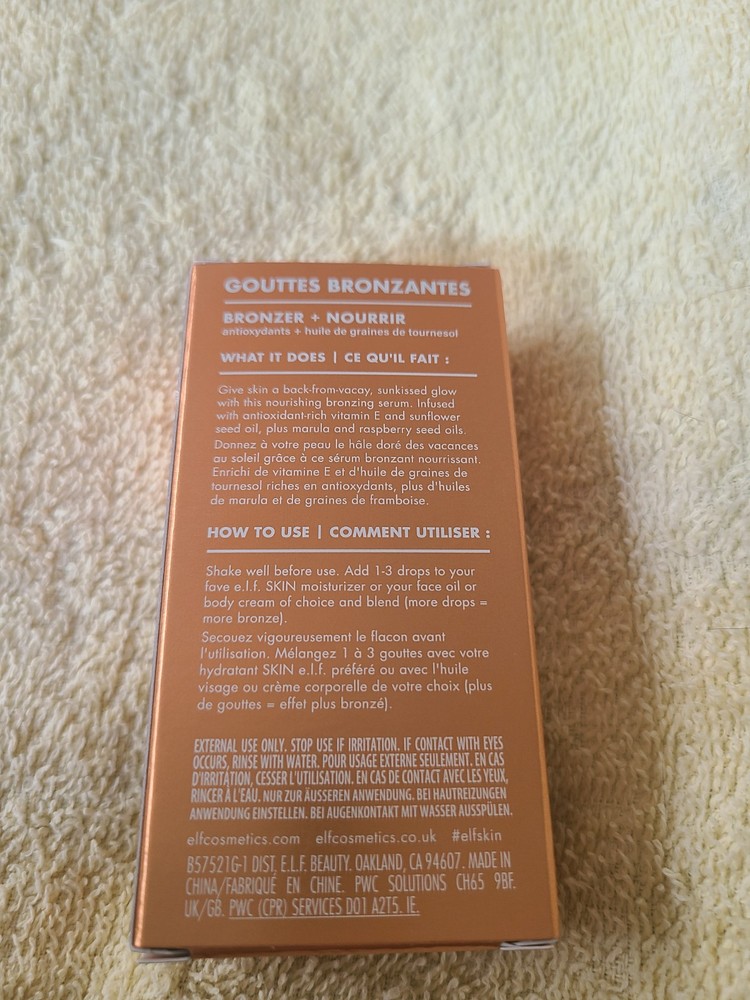 GOUTTES BRONZANTES
BRONZER + NOURRIR
antioxydants + huile de graines de tournesol
WHAT IT DOES | CE QU'IL FAIT :
Give skin a back-from-vacay, sunkissed glow
with this nourishing bronzing serum. Infused
with antioxidant-rich vitamin E and sunflower
seed oil, plus marula and raspberry seed oils.
Donnez à votre peau le hâle doré des vacances
au soleil grâce à ce sérum bronzant nourrissant.
Enrichi de vitamine E et d'huile de graines de
tournesol riches en antioxydants, plus d'huiles
de marula et de graines de framboise.
HOW TO USE | COMMENT UTILISER :
Shake well before use. Add 1-3 drops to your
fave e.l.f. SKIN moisturizer or your face oil or
body cream of choice and blend (more drops =
more bronze).
Secouez vigoureusement le flacon avant
l'utilisation. Mélangez 1 à 3 gouttes avec votre
hydratant SKIN e.l.f. préféré ou avec l'huile
visage ou crème corporelle de votre choix (plus
de gouttes = effet plus bronzé).
EXTERNAL USE ONLY. STOP USE IF IRRITATION. IF CONTACT WITH EYES
OCCURS, RINSE WITH WATER. POUR USAGE EXTERNE SEULEMENT. EN CAS
D'IRRITATION, CESSER L'UTILISATION. EN CAS DE CONTACT AVEC LES YEUX,
RINCER À L'EAU. NUR ZUR ÄUSSEREN ANWENDUNG. BEI HAUTREIZUNGEN
ANWENDUNG EINSTELLEN. BEI AUGENKONTAKT MIT WASSER AUSSPÜLEN.
elfcosmetics.com elfcosmetics.co.uk #elfskin
B57521G-1 DIST. E.L.F. BEAUTY. OAKLAND, CA 94607. MADE IN
CHINA/FABRIQUÉ EN CHINE. PWC SOLUTIONS CH65 9BF.
UK/GB. PWC (CPR) SERVICES D01 A2T5. IE.